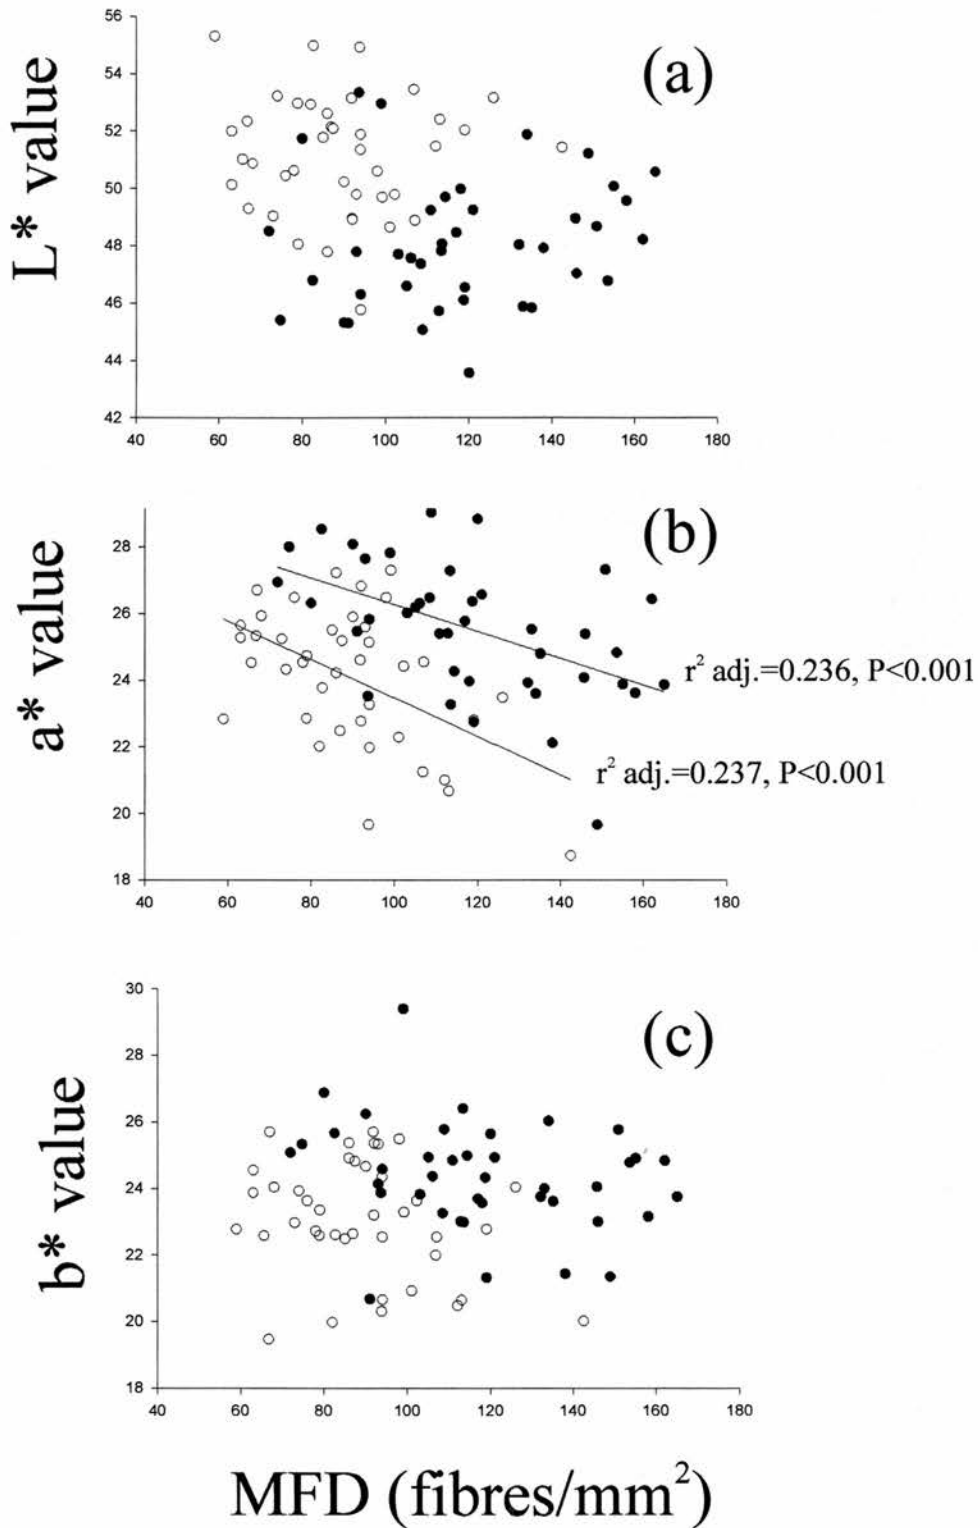 (a)
L* value
56
54
52
50
48
46
44
42
40 60 80 100 120 140 160 180
(b)
a* value
28
26
24
22
20
18
r² adj.=0.236, P<0.001
r² adj.=0.237, P<0.001
40 60 80 100 120 140 160 180
(c)
b* value
30
28
26
24
22
20
18
40 60 80 100 120 140 160 180
MFD (fibres/mm²)